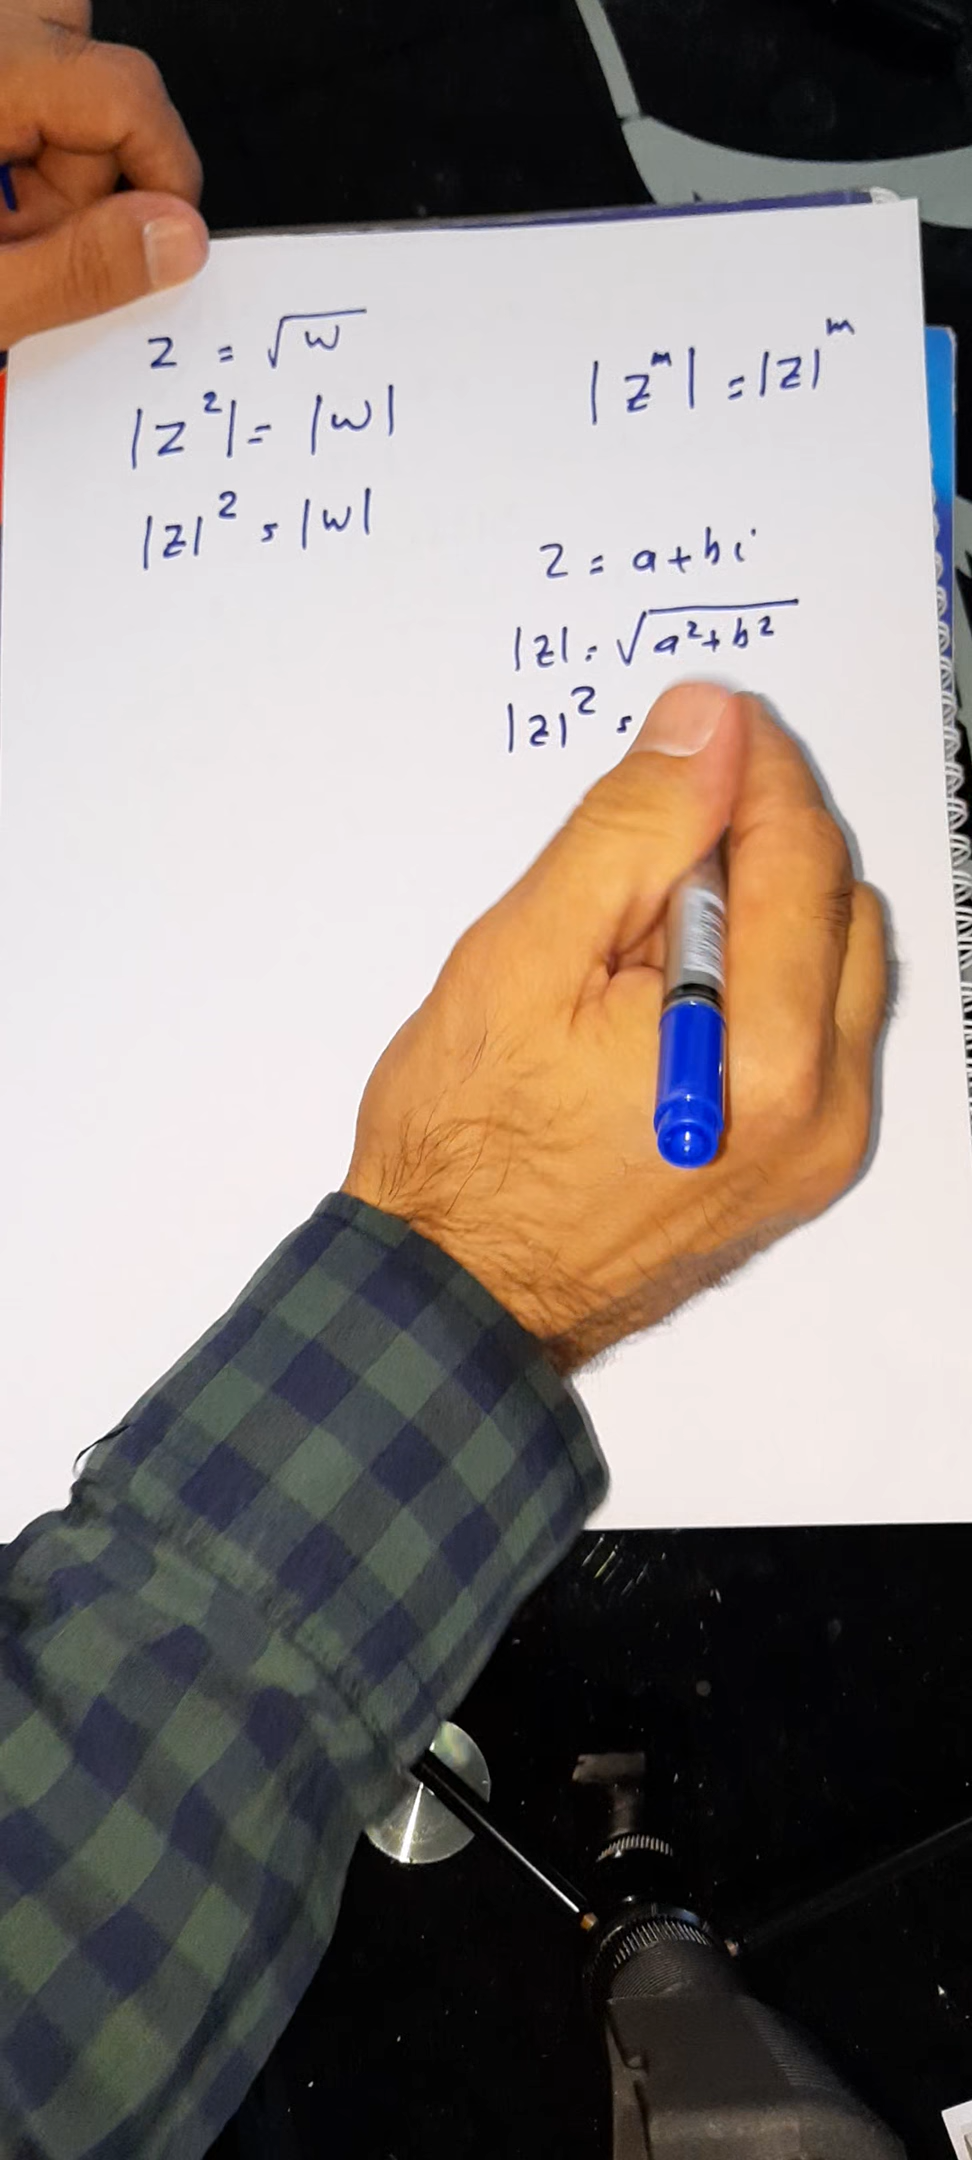 z = √w
|z²| = |w|
|z|² = |w|
|zᵐ| = |z|ᵐ
z = a+bi
|z| = √a²+b²
|z|² =